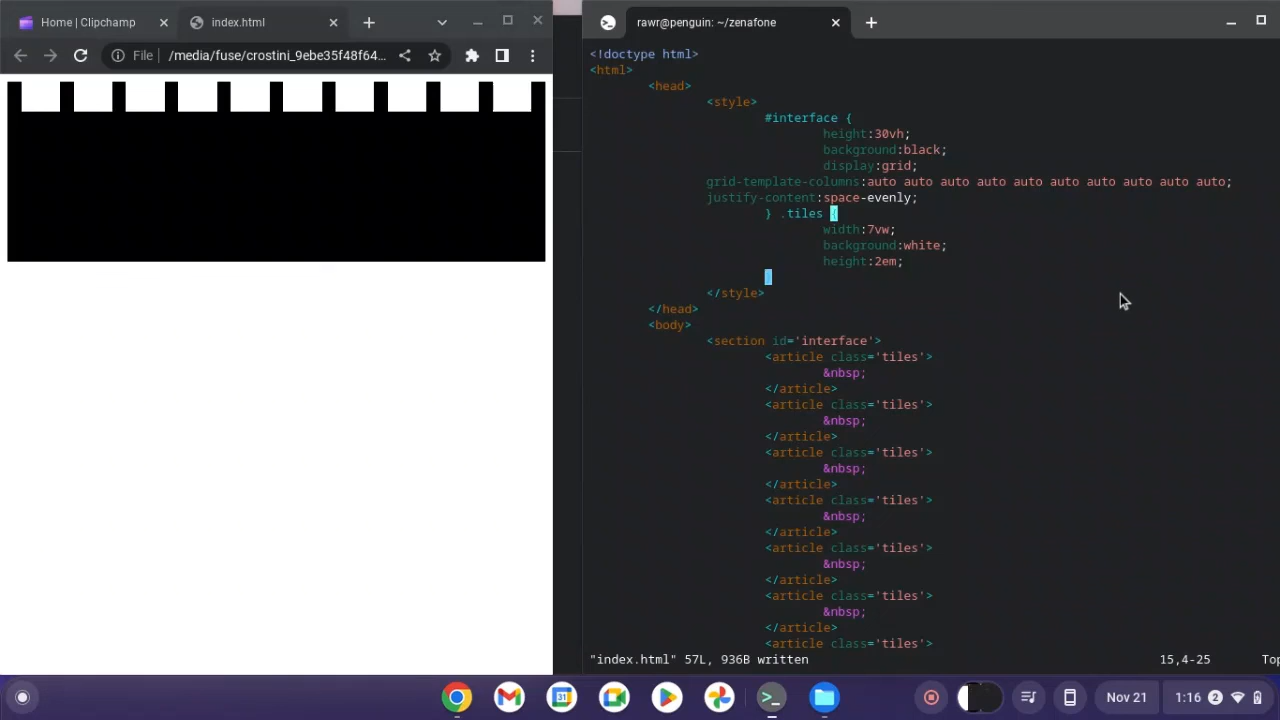 Home | Clipchamp
index.html
File
/media/fuse/crostini_9ebe35f48f64...
rawr@penguin: ~/zenafone
<!doctype html>
<html>
<head>
<style>
#interface {
height:30vh;
background:black;
display:grid;
grid-template-columns:auto auto auto auto auto auto auto auto auto auto;
justify-content:space-evenly;
} .tiles {
width:7vw;
background:white;
height:2em;
}
</style>
</head>
<body>
<section id='interface'>
<article class='tiles'>
&nbsp;
</article>
<article class='tiles'>
&nbsp;
</article>
<article class='tiles'>
&nbsp;
</article>
<article class='tiles'>
&nbsp;
</article>
<article class='tiles'>
&nbsp;
</article>
<article class='tiles'>
&nbsp;
</article>
<article class='tiles'>
"index.html" 57L, 936B written 15,4-25 Top
31
Nov 21
1:16 2